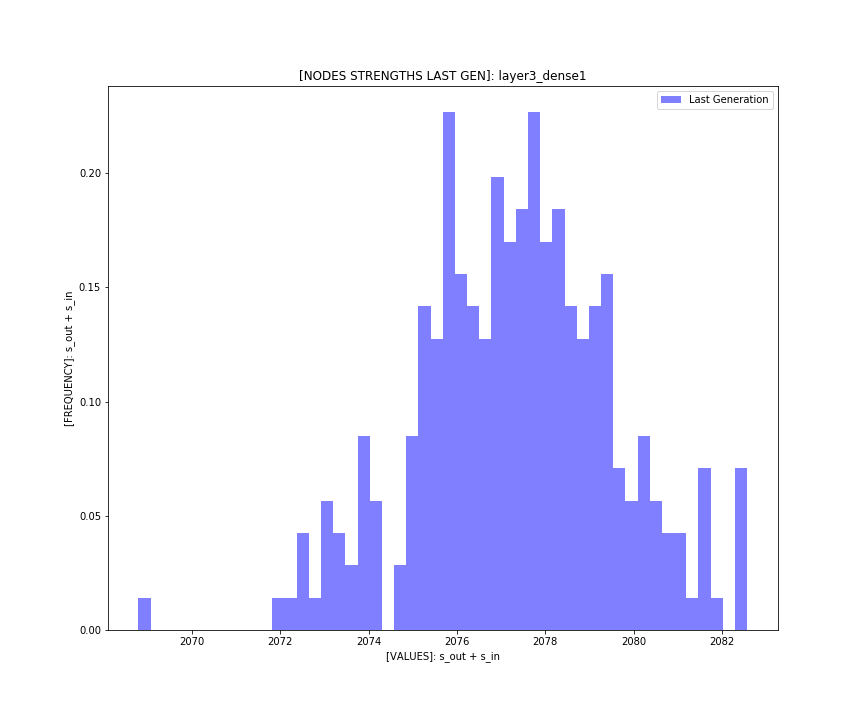 [NODES STRENGTHS LAST GEN]: layer3_dense1
Last Generation
[FREQUENCY]: s_out + s_in
0.20
0.15
0.10
0.05
0.00
2070 2072 2074 2076 2078 2080 2082
[VALUES]: s_out + s_in